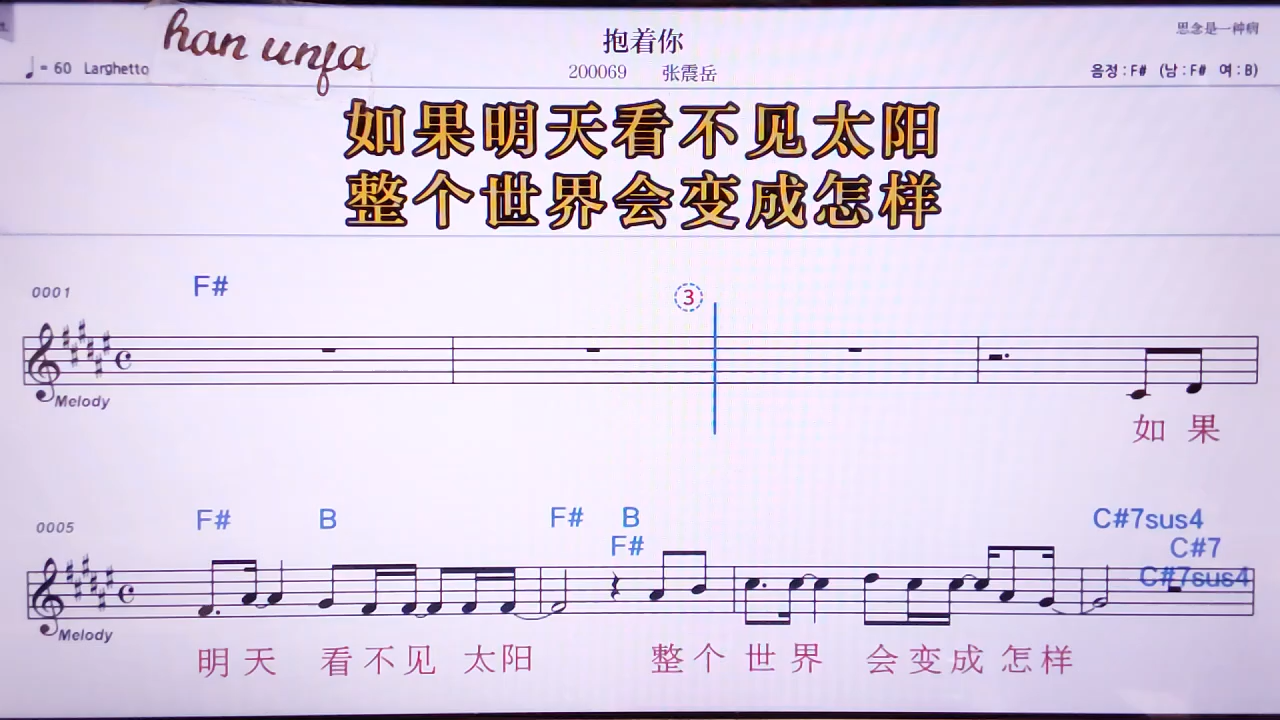 han unfa
抱着你
思念是一种病
♩= 60 Larghetto
200069 张震岳
음정 : F# (남 : F# 여 : B)
如果明天看不见太阳
整个世界会变成怎样
0001 F# ③
Melody
如 果
0005 F# B F# B C#7sus4
F# C#7
C#7sus4
Melody
明 天 看 不 见 太阳 整 个 世 界 会 变 成 怎 样